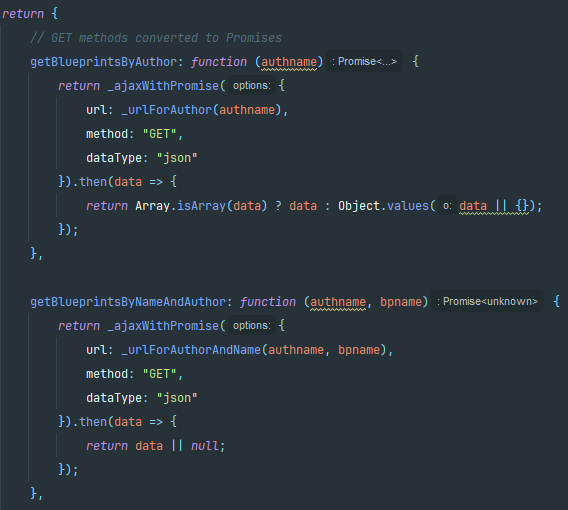 return {
// GET methods converted to Promises
getBlueprintsByAuthor: function (authname) : Promise<...> {
return _ajaxWithPromise( options: {
url: _urlForAuthor(authname),
method: "GET",
dataType: "json"
}).then(data => {
return Array.isArray(data) ? data : Object.values( o: data || {});
});
},
getBlueprintsByNameAndAuthor: function (authname, bpname) : Promise<unknown> {
return _ajaxWithPromise( options: {
url: _urlForAuthorAndName(authname, bpname),
method: "GET",
dataType: "json"
}).then(data => {
return data || null;
});
},